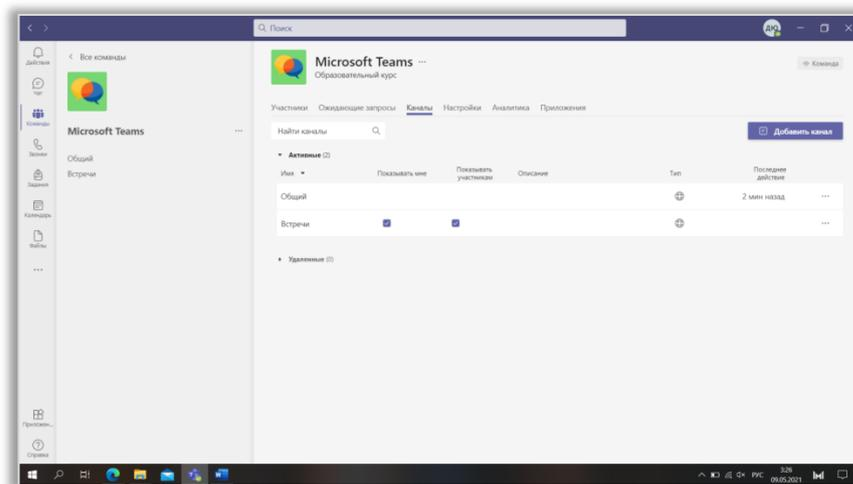 Поиск
ДЮ
Действия
Чат
Команды
Звонки
Задания
Календарь
Файлы
Приложен...
Справка
Все команды
Microsoft Teams
Общий
Встречи
Microsoft Teams
Образовательный курс
Команда
Участники Ожидающие запросы Каналы Настройки Аналитика Приложения
Найти каналы
Добавить канал
Активные (2)
Имя Показывать мне Показывать участникам Описание Тип Последнее действие
Общий 2 мин назад
Встречи
Удаленные (0)
РУС
3:26
09.05.2021